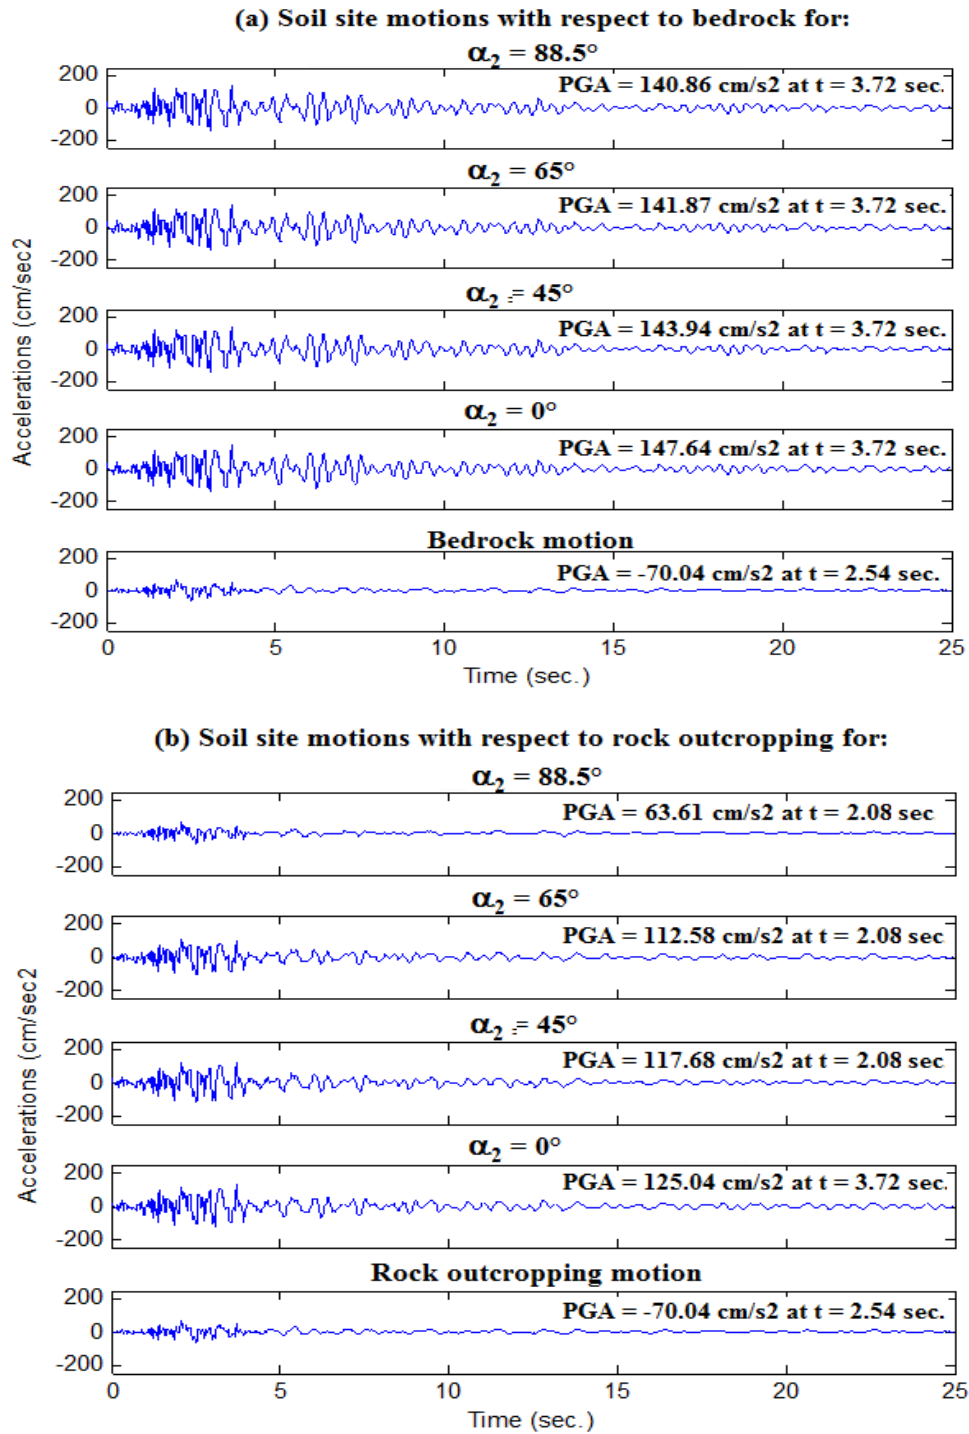 (a) Soil site motions with respect to bedrock for:
α2 = 88.5°
200
0
-200
PGA = 140.86 cm/s2 at t = 3.72 sec.
α2 = 65°
200
0
-200
PGA = 141.87 cm/s2 at t = 3.72 sec.
α2 = 45°
200
0
-200
PGA = 143.94 cm/s2 at t = 3.72 sec.
α2 = 0°
200
0
-200
PGA = 147.64 cm/s2 at t = 3.72 sec.
Accelerations (cm/sec2
Bedrock motion
200
0
-200
PGA = -70.04 cm/s2 at t = 2.54 sec.
0 5 10 15 20 25
Time (sec.)
(b) Soil site motions with respect to rock outcropping for:
α2 = 88.5°
200
0
-200
PGA = 63.61 cm/s2 at t = 2.08 sec
α2 = 65°
200
0
-200
PGA = 112.58 cm/s2 at t = 2.08 sec
α2 = 45°
200
0
-200
PGA = 117.68 cm/s2 at t = 2.08 sec
α2 = 0°
200
0
-200
PGA = 125.04 cm/s2 at t = 3.72 sec.
Accelerations (cm/sec2
Rock outcropping motion
200
0
-200
PGA = -70.04 cm/s2 at t = 2.54 sec.
0 5 10 15 20 25
Time (sec.)